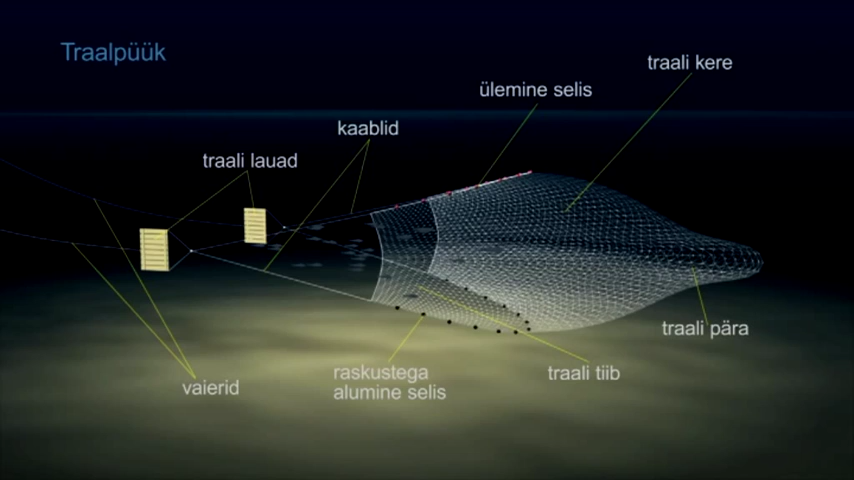 Traalpüük
traali kere
ülemine selis
kaablid
traali lauad
traali pära
raskustega
alumine selis
traali tiib
vaierid